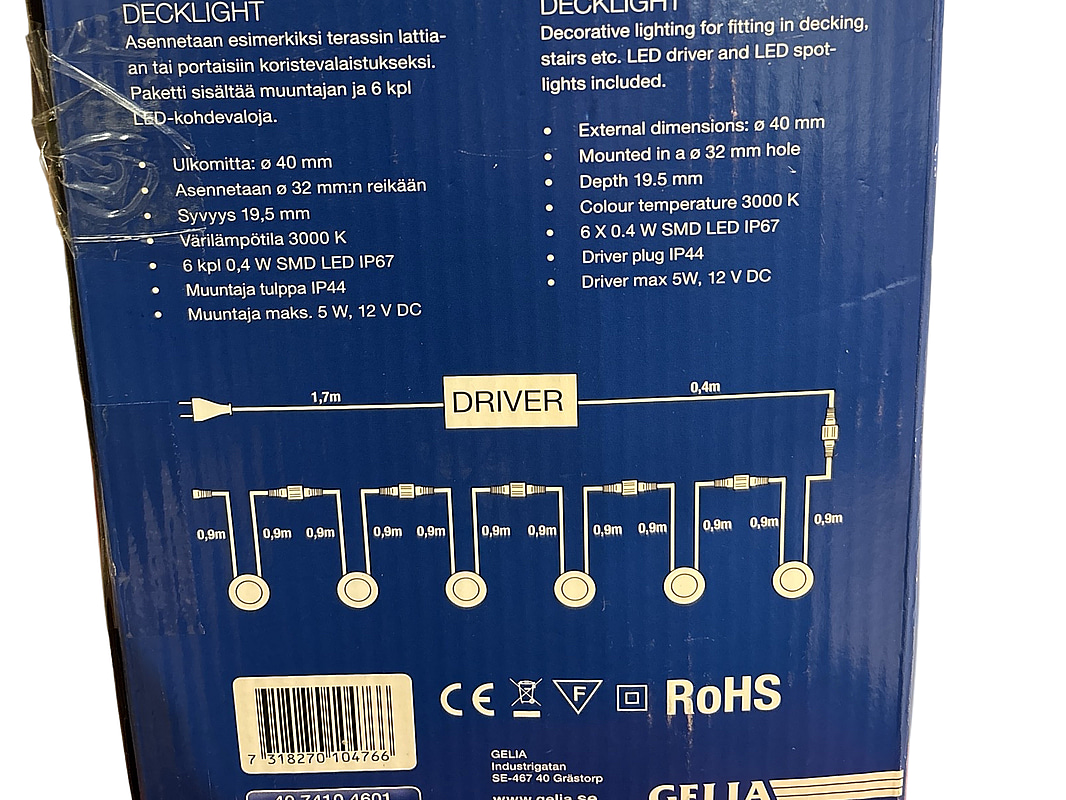 DECKLIGHT
Asennetaan esimerkiksi terassin lattia-
an tai portaisiin koristevalaistukseksi.
Paketti sisältää muuntajan ja 6 kpl
LED-kohdevaloja.
• Ulkomitta: ø 40 mm
• Asennetaan ø 32 mm:n reikään
• Syvyys 19,5 mm
• Värilämpötila 3000 K
• 6 kpl 0,4 W SMD LED IP67
• Muuntaja tulppa IP44
• Muuntaja maks. 5 W, 12 V DC
DECKLIGHT
Decorative lighting for fitting in decking,
stairs etc. LED driver and LED spot-
lights included.
• External dimensions: ø 40 mm
• Mounted in a ø 32 mm hole
• Depth 19.5 mm
• Colour temperature 3000 K
• 6 X 0.4 W SMD LED IP67
• Driver plug IP44
• Driver max 5W, 12 V DC
1,7m DRIVER 0,4m
0,9m 0,9m 0,9m 0,9m 0,9m 0,9m 0,9m 0,9m 0,9m 0,9m 0,9m 0,9m
CE F RoHS
7 318270 104766
GELIA
Industrigatan
SE-467 40 Grästorp
www.gelia.se
GELIA
40 7410 4601